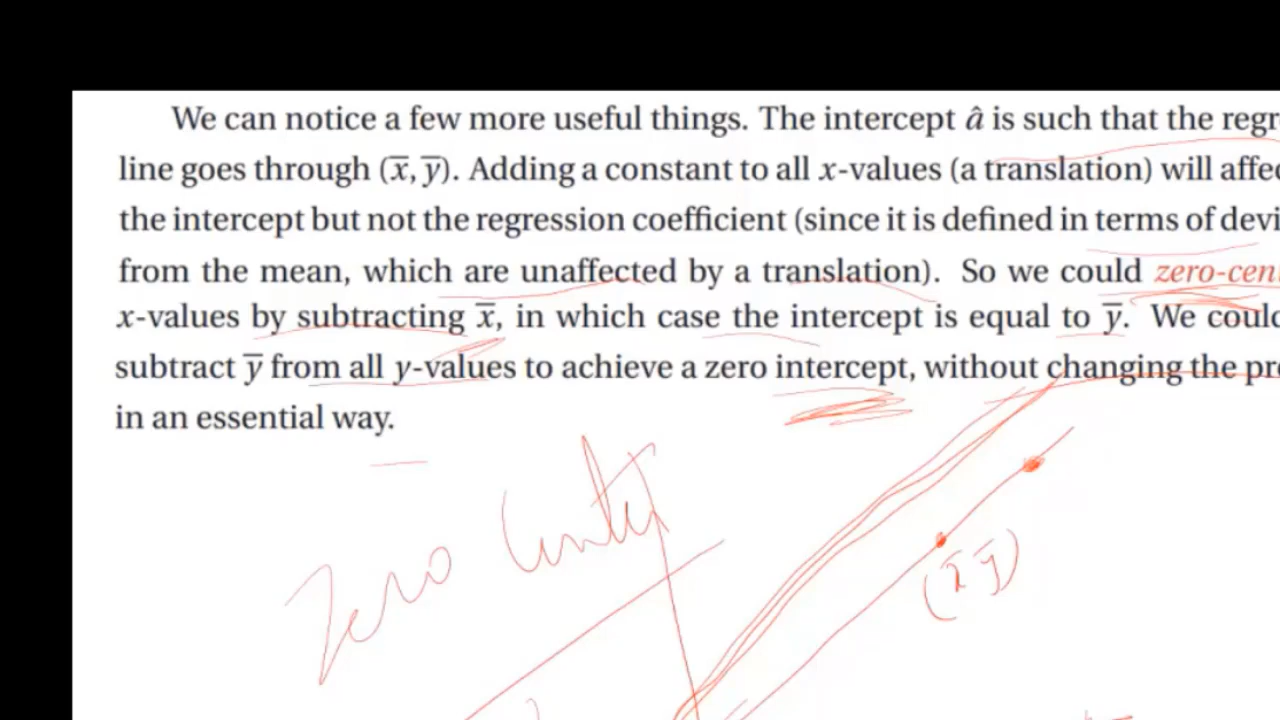 We can notice a few more useful things. The intercept â is such that the regr
line goes through (x̅, y̅). Adding a constant to all x-values (a translation) will affec
the intercept but not the regression coefficient (since it is defined in terms of devi
from the mean, which are unaffected by a translation). So we could zero-cen
x-values by subtracting x̅, in which case the intercept is equal to y̅. We could
subtract y̅ from all y-values to achieve a zero intercept, without changing the pro
in an essential way.
Zero
(x̅ y̅)